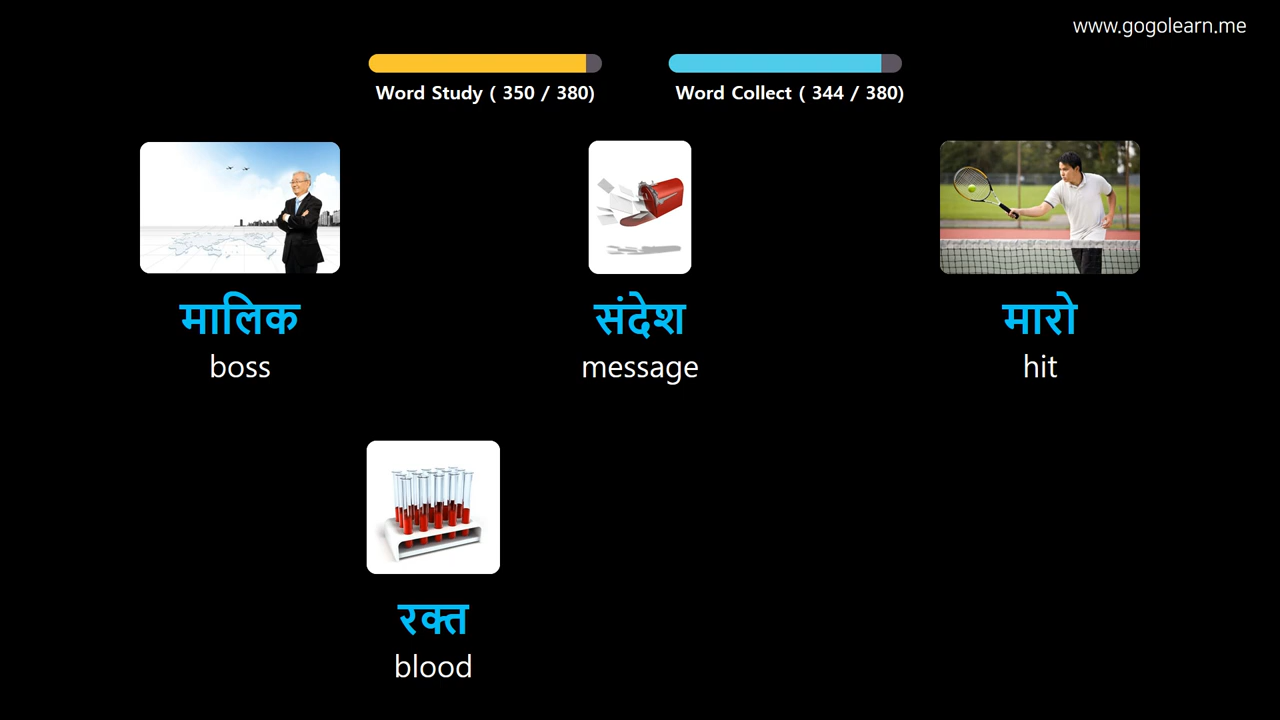 www.gogolearn.me
Word Study ( 350 / 380)
Word Collect ( 344 / 380)
मालिक
boss
संदेश
message
मारो
hit
रक्त
blood